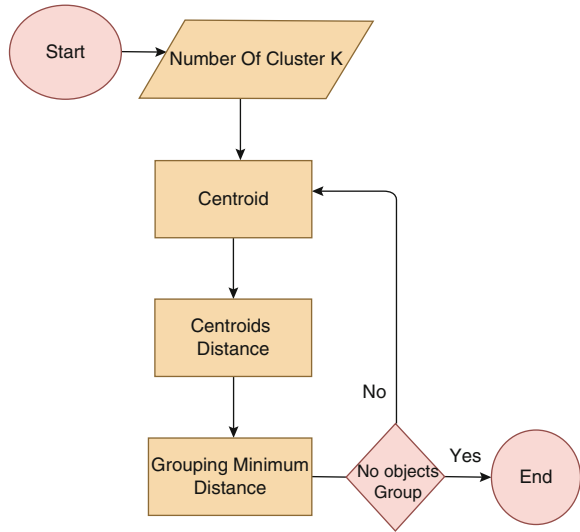 Start
Number Of Cluster K
Centroid
Centroids
Distance
No
Grouping Minimum
Distance
No objects
Group
Yes
End